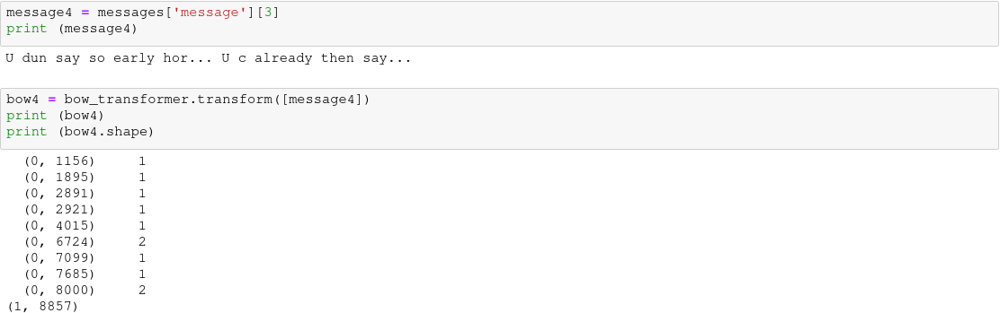 message4 = messages['message'][3]
print (message4)
U dun say so early hor... U c already then say...
bow4 = bow_transformer.transform([message4])
print (bow4)
print (bow4.shape)
(0, 1156)	1
(0, 1895)	1
(0, 2891)	1
(0, 2921)	1
(0, 4015)	1
(0, 6724)	2
(0, 7099)	1
(0, 7685)	1
(0, 8000)	2
(1, 8857)